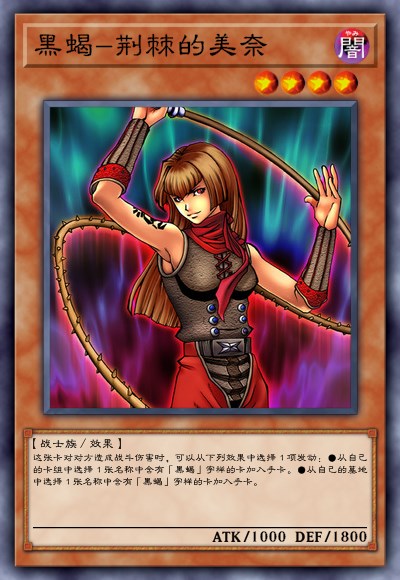 黑蝎-荆棘的美奈
闇
やみ
【战士族/效果】
这张卡对对方造成战斗伤害时，可以从下列效果中选择1项发动：●从自己
的卡组中选择1张名称中含有「黑蝎」字样的卡加入手卡。●从自己的墓地
中选择1张名称中含有「黑蝎」字样的卡加入手卡。
ATK/1000 DEF/1800